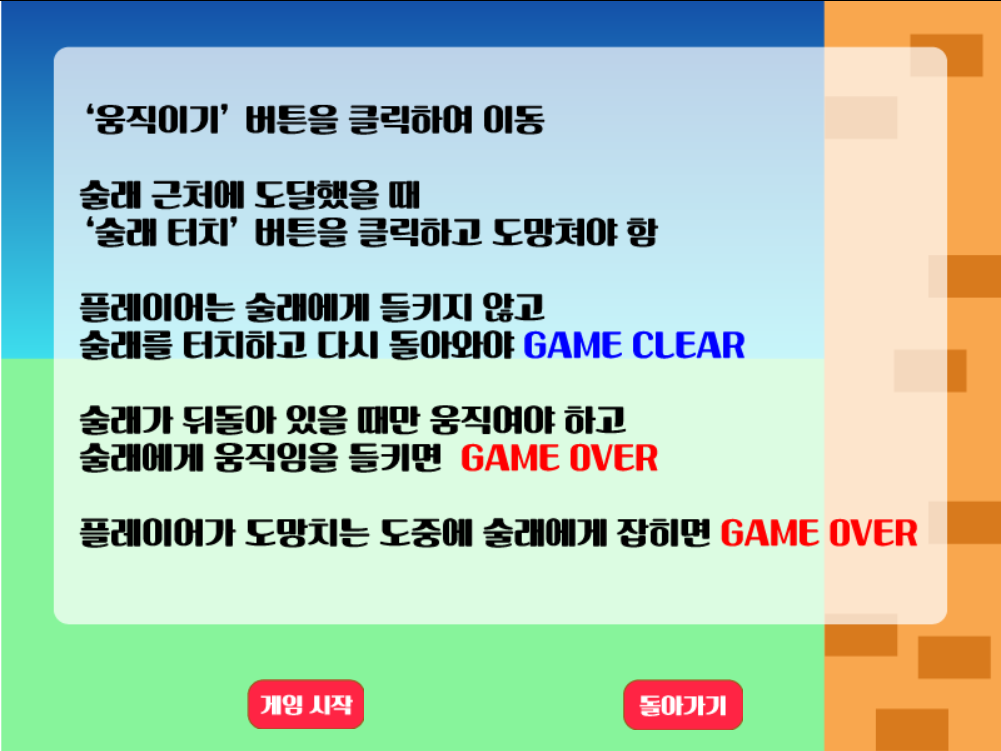 ‘움직이기’ 버튼을 클릭하여 이동
술래 근처에 도달했을 때
‘술래 터치’ 버튼을 클릭하고 도망쳐야 함
플레이어는 술래에게 들키지 않고
술래를 터치하고 다시 돌아와야 GAME CLEAR
술래가 뒤돌아 있을 때만 움직여야 하고
술래에게 움직임을 들키면 GAME OVER
플레이어가 도망치는 도중에 술래에게 잡히면 GAME OVER
게임 시작
돌아가기